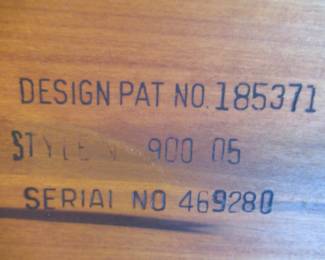 DESIGN PAT NO. 185371
STYLE N 900 05
SERIAL NO 469280